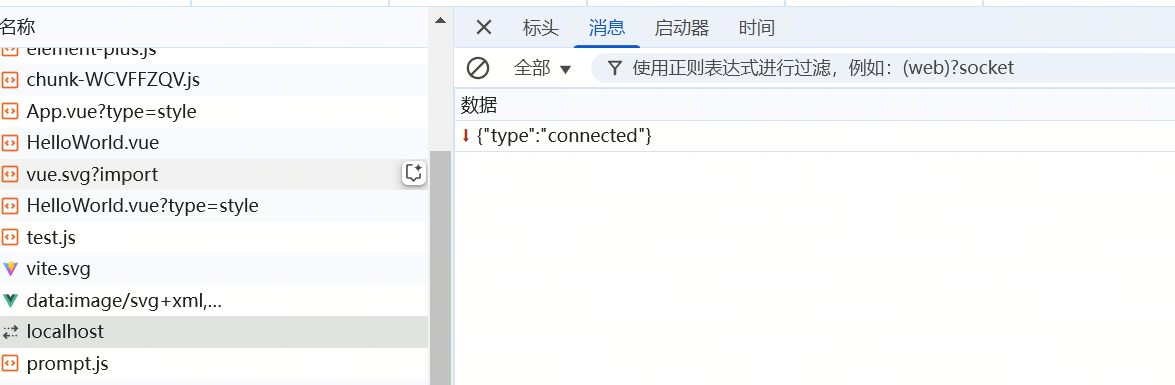 名称
element-plus.js
chunk-WCVFFZQV.js
App.vue?type=style
HelloWorld.vue
vue.svg?import
HelloWorld.vue?type=style
test.js
vite.svg
data:image/svg+xml,...
localhost
prompt.js
标头 消息 启动器 时间
全部 ▼ 使用正则表达式进行过滤，例如：(web)?socket
数据
{"type":"connected"}